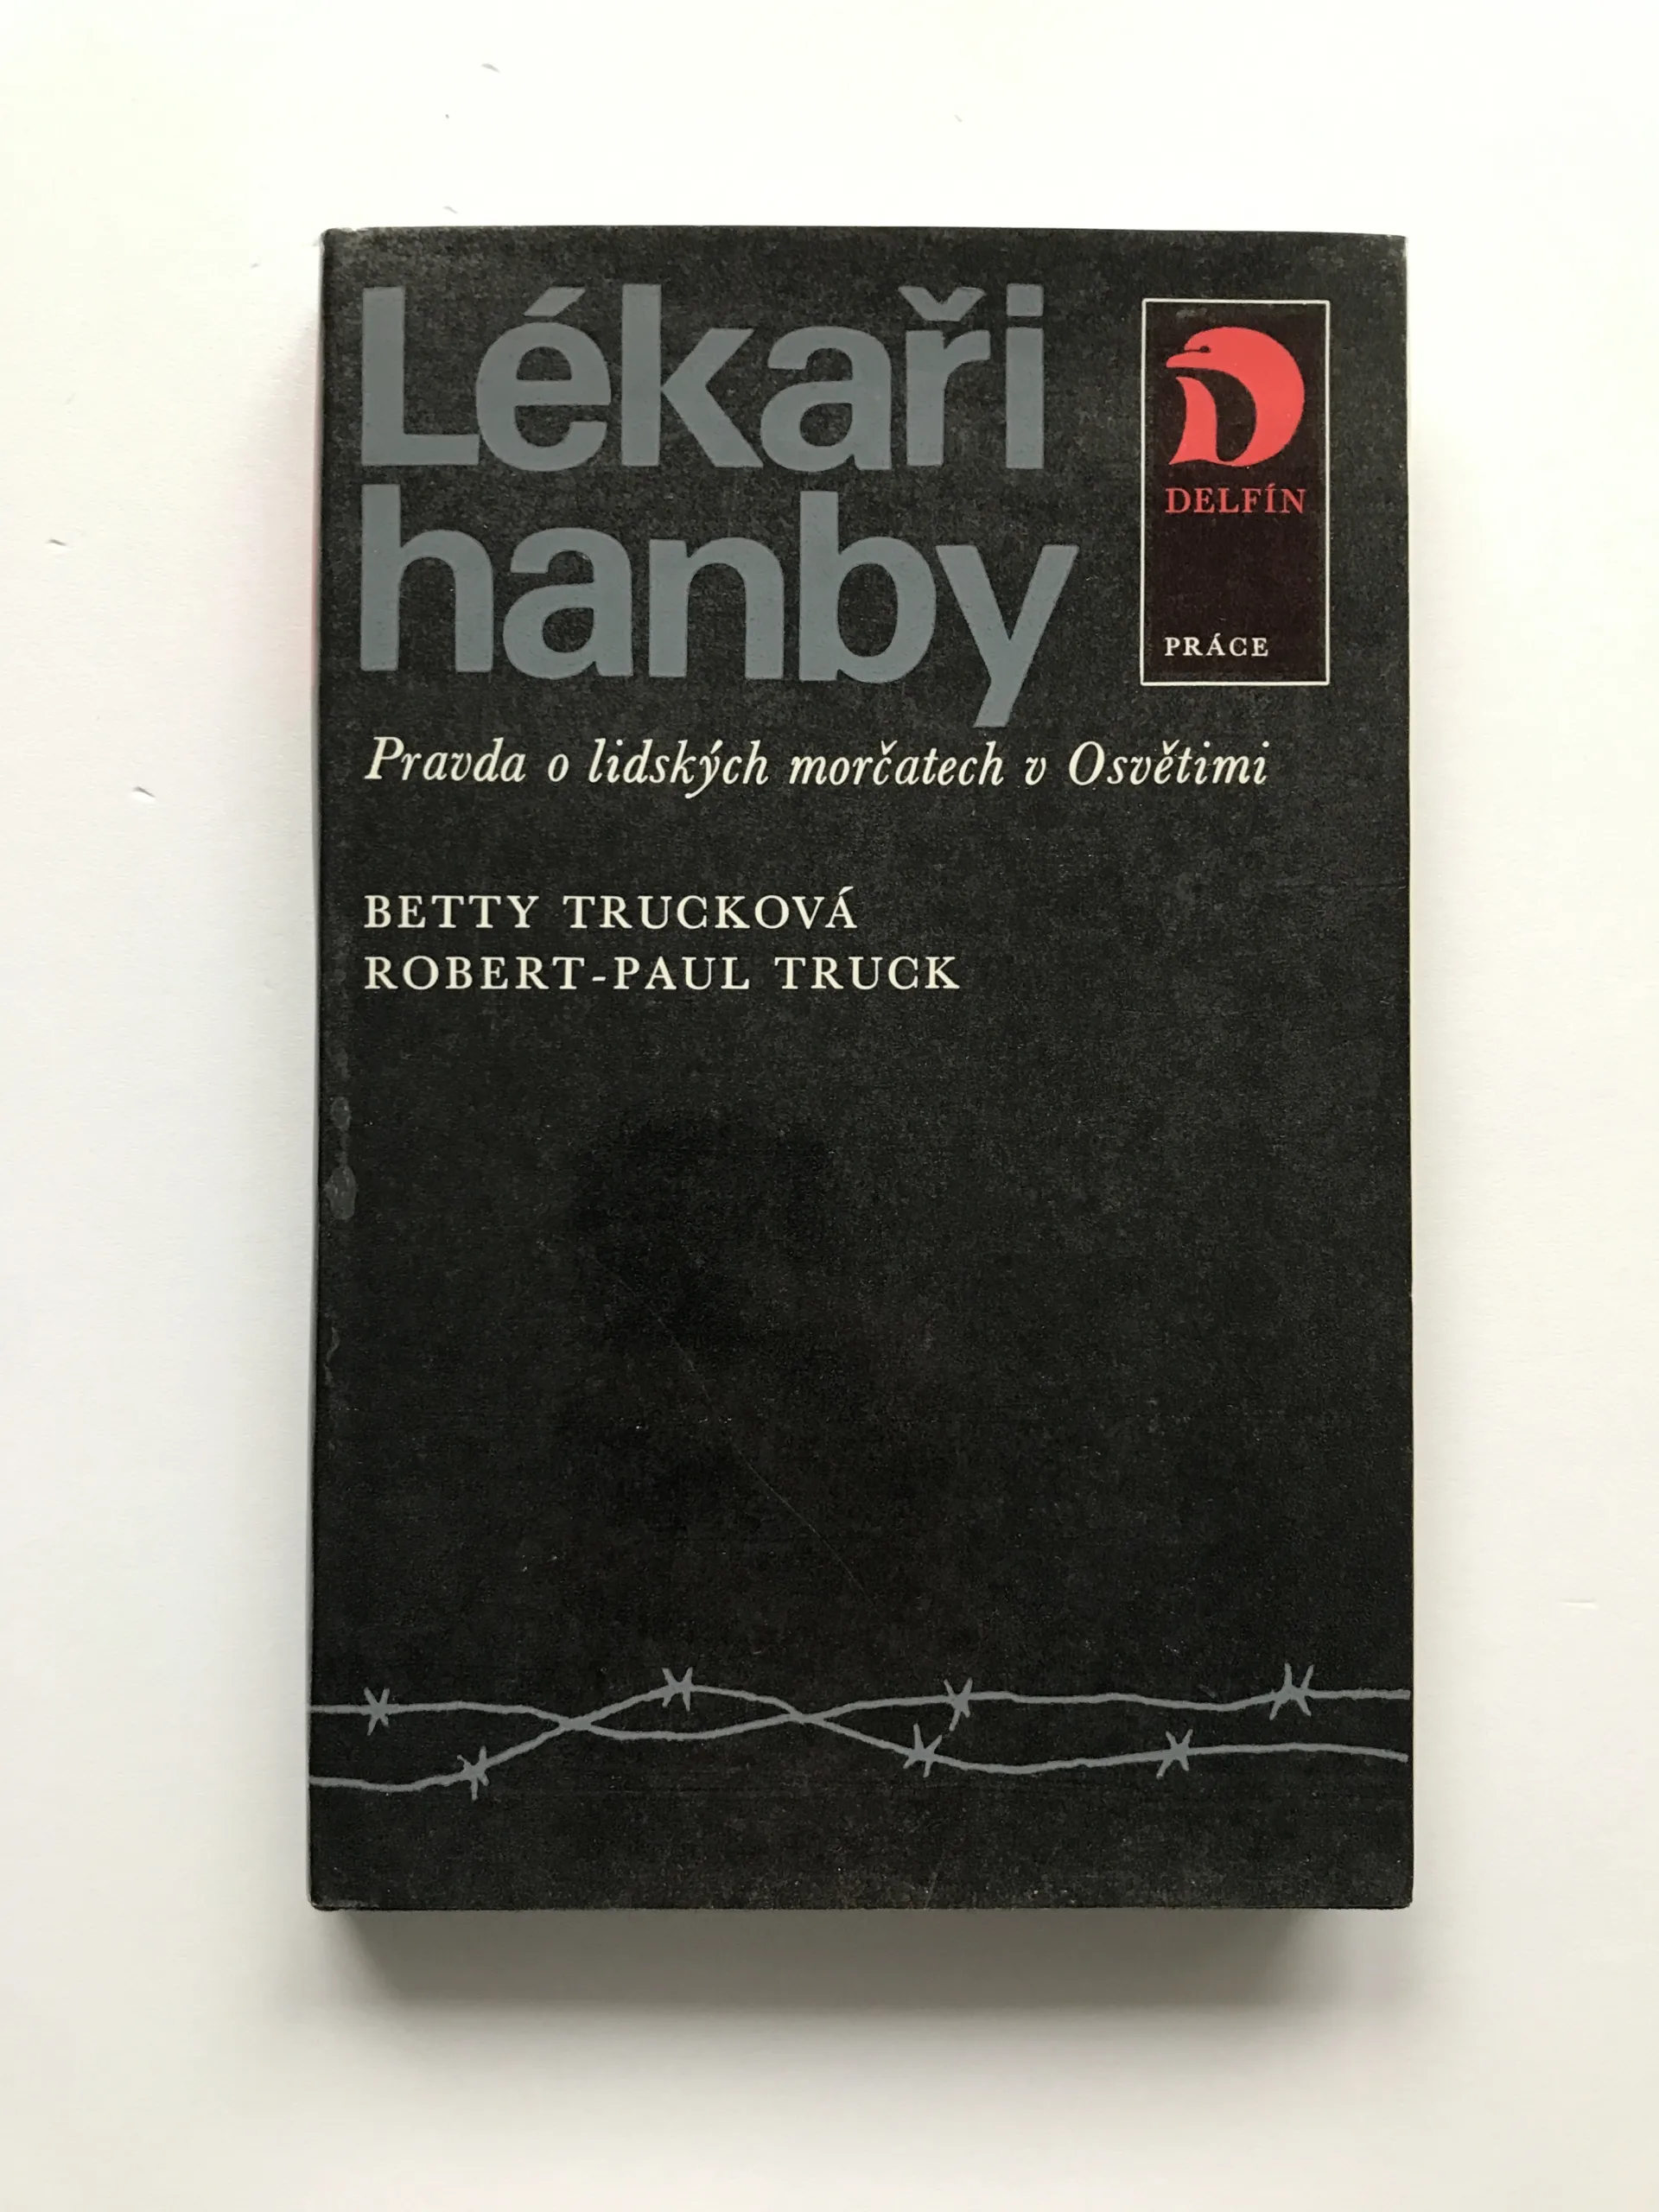 Lékaři
hanby
DELFÍN
PRÁCE
Pravda o lidských morčatech v Osvětimi
BETTY TRUCKOVÁ
ROBERT-PAUL TRUCK